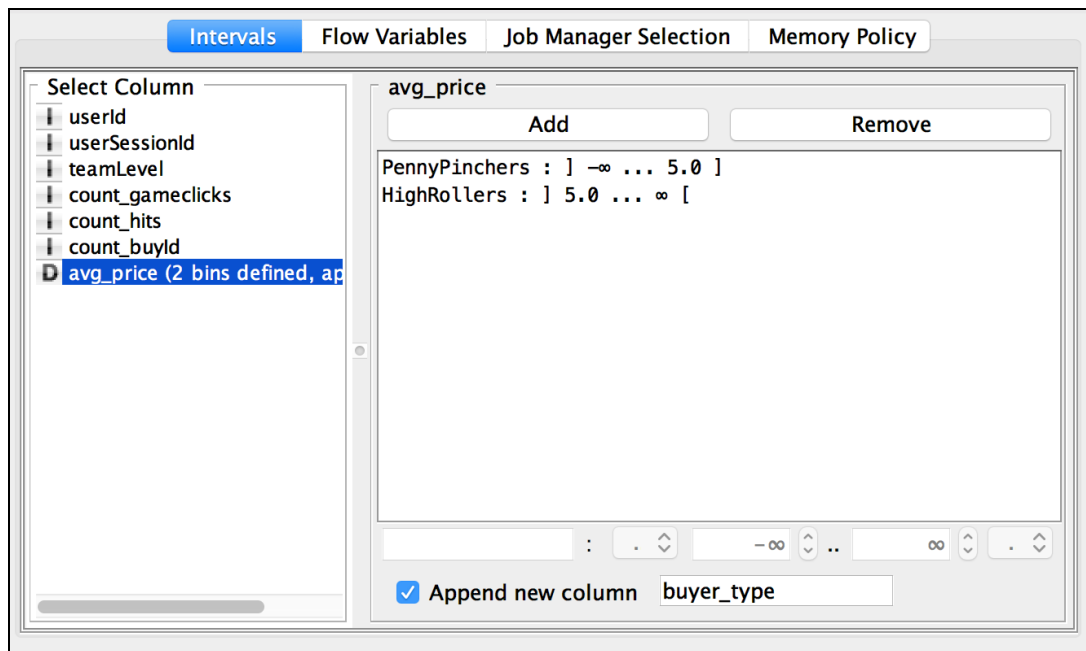 Intervals Flow Variables Job Manager Selection Memory Policy
Select Column
I userId
I userSessionId
I teamLevel
I count_gameclicks
I count_hits
I count_buyId
D avg_price (2 bins defined, ap
avg_price
Add Remove
PennyPinchers : ] -∞ ... 5.0 ]
HighRollers : ] 5.0 ... ∞ [
: . -∞ .. ∞ .
Append new column buyer_type